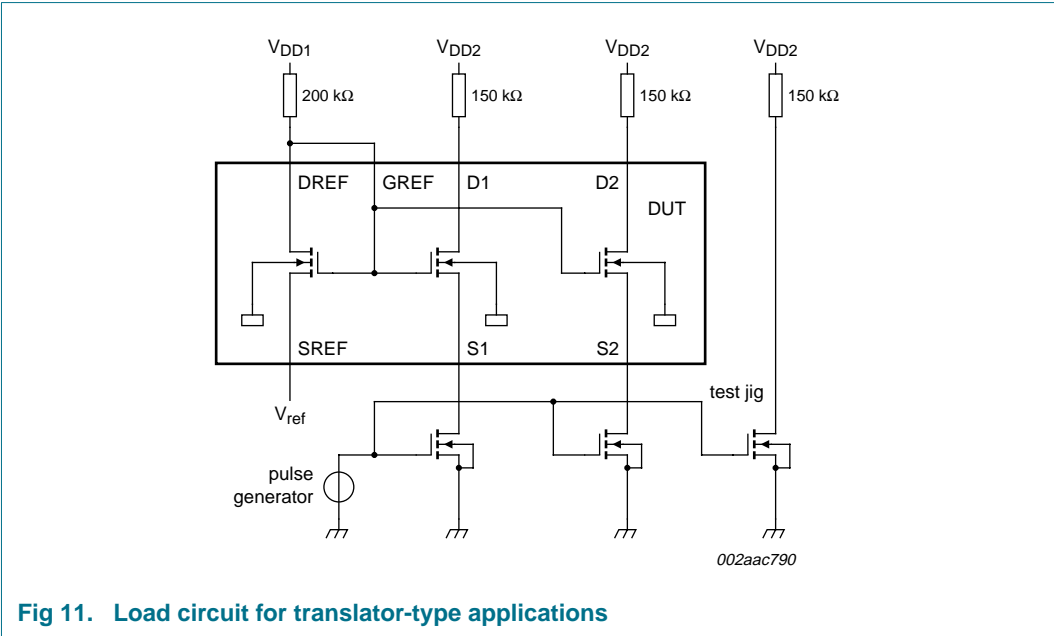 VDD1 VDD2 VDD2 VDD2
200 kΩ 150 kΩ 150 kΩ 150 kΩ
DREF GREF D1 D2
DUT
SREF S1 S2
test jig
Vref
pulse
generator
002aac790
Fig 11. Load circuit for translator-type applications